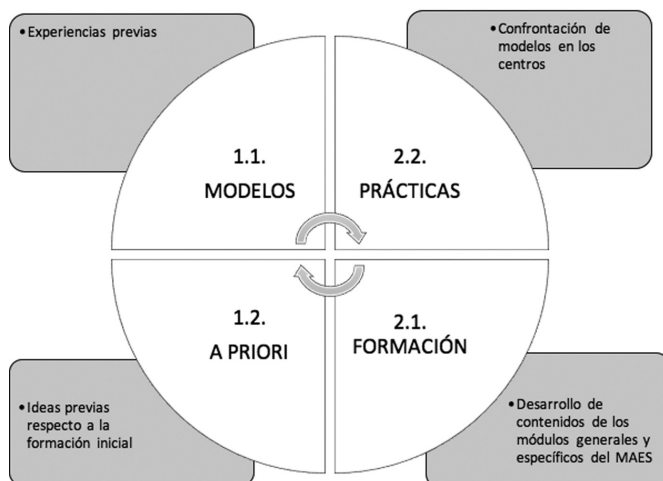 •Experiencias previas
•Confrontación de
modelos en los
centros
1.1.
MODELOS
2.2.
PRÁCTICAS
1.2.
A PRIORI
2.1.
FORMACIÓN
•Ideas previas
respecto a la
formación inicial
•Desarrollo de
contenidos de los
módulos generales y
específicos del MAES